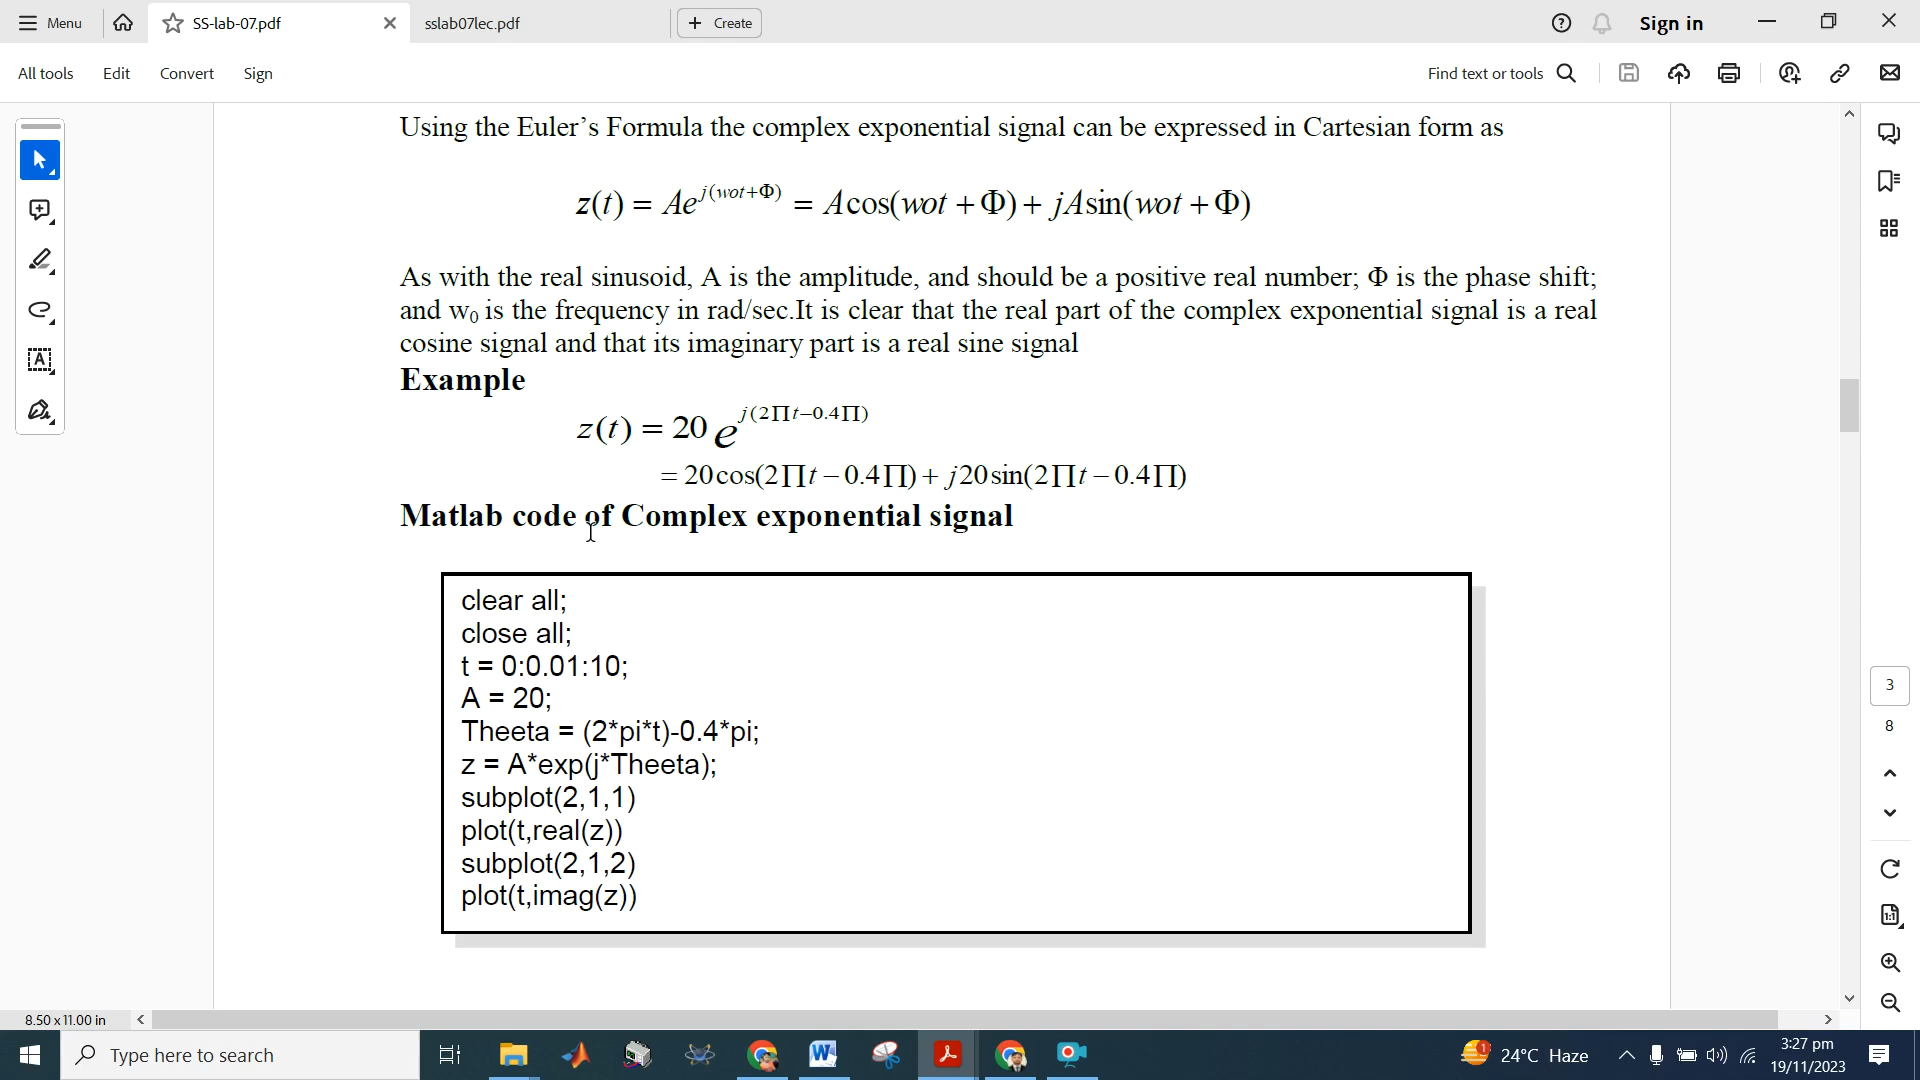 Menu
SS-lab-07.pdf
sslab07lec.pdf
Create
Sign in
All tools
Edit
Convert
Sign
Find text or tools
Using the Euler’s Formula the complex exponential signal can be expressed in Cartesian form as
z(t) = Ae^j(wot+Φ) = Acos(wot + Φ) + jAsin(wot + Φ)
As with the real sinusoid, A is the amplitude, and should be a positive real number; Φ is the phase shift;
and w₀ is the frequency in rad/sec.It is clear that the real part of the complex exponential signal is a real
cosine signal and that its imaginary part is a real sine signal
Example
z(t) = 20 e^j(2∏t−0.4∏)
= 20cos(2∏t − 0.4∏) + j20sin(2∏t − 0.4∏)
Matlab code of Complex exponential signal
clear all;
close all;
t = 0:0.01:10;
A = 20;
Theeta = (2*pi*t)-0.4*pi;
z = A*exp(j*Theeta);
subplot(2,1,1)
plot(t,real(z))
subplot(2,1,2)
plot(t,imag(z))
3
8
8.50 x 11.00 in
Type here to search
1
24°C Haze
3:27 pm
19/11/2023